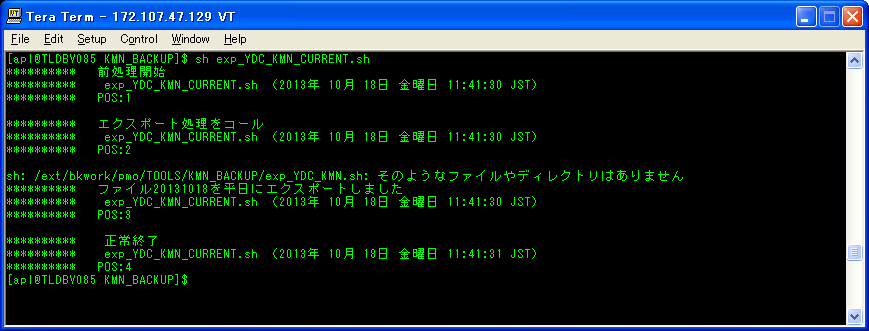 Tera Term - 172.107.47.129 VT
File Edit Setup Control Window Help
[apl@TLDBV085 KMN_BACKUP]$ sh exp_YDC_KMN_CURRENT.sh
********** 前処理開始
********** exp_YDC_KMN_CURRENT.sh (2013年 10月 18日 金曜日 11:41:30 JST)
********** POS:1
********** エクスポート処理をコール
********** exp_YDC_KMN_CURRENT.sh (2013年 10月 18日 金曜日 11:41:30 JST)
********** POS:2
sh: /ext/bkwork/pmo/TOOLS/KMN_BACKUP/exp_YDC_KMN.sh: そのようなファイルやディレクトリはありません
********** ファイル20131018を平日にエクスポートしました
********** exp_YDC_KMN_CURRENT.sh (2013年 10月 18日 金曜日 11:41:30 JST)
********** POS:3
********** 正常終了
********** exp_YDC_KMN_CURRENT.sh (2013年 10月 18日 金曜日 11:41:31 JST)
********** POS:4
[apl@TLDBV085 KMN_BACKUP]$